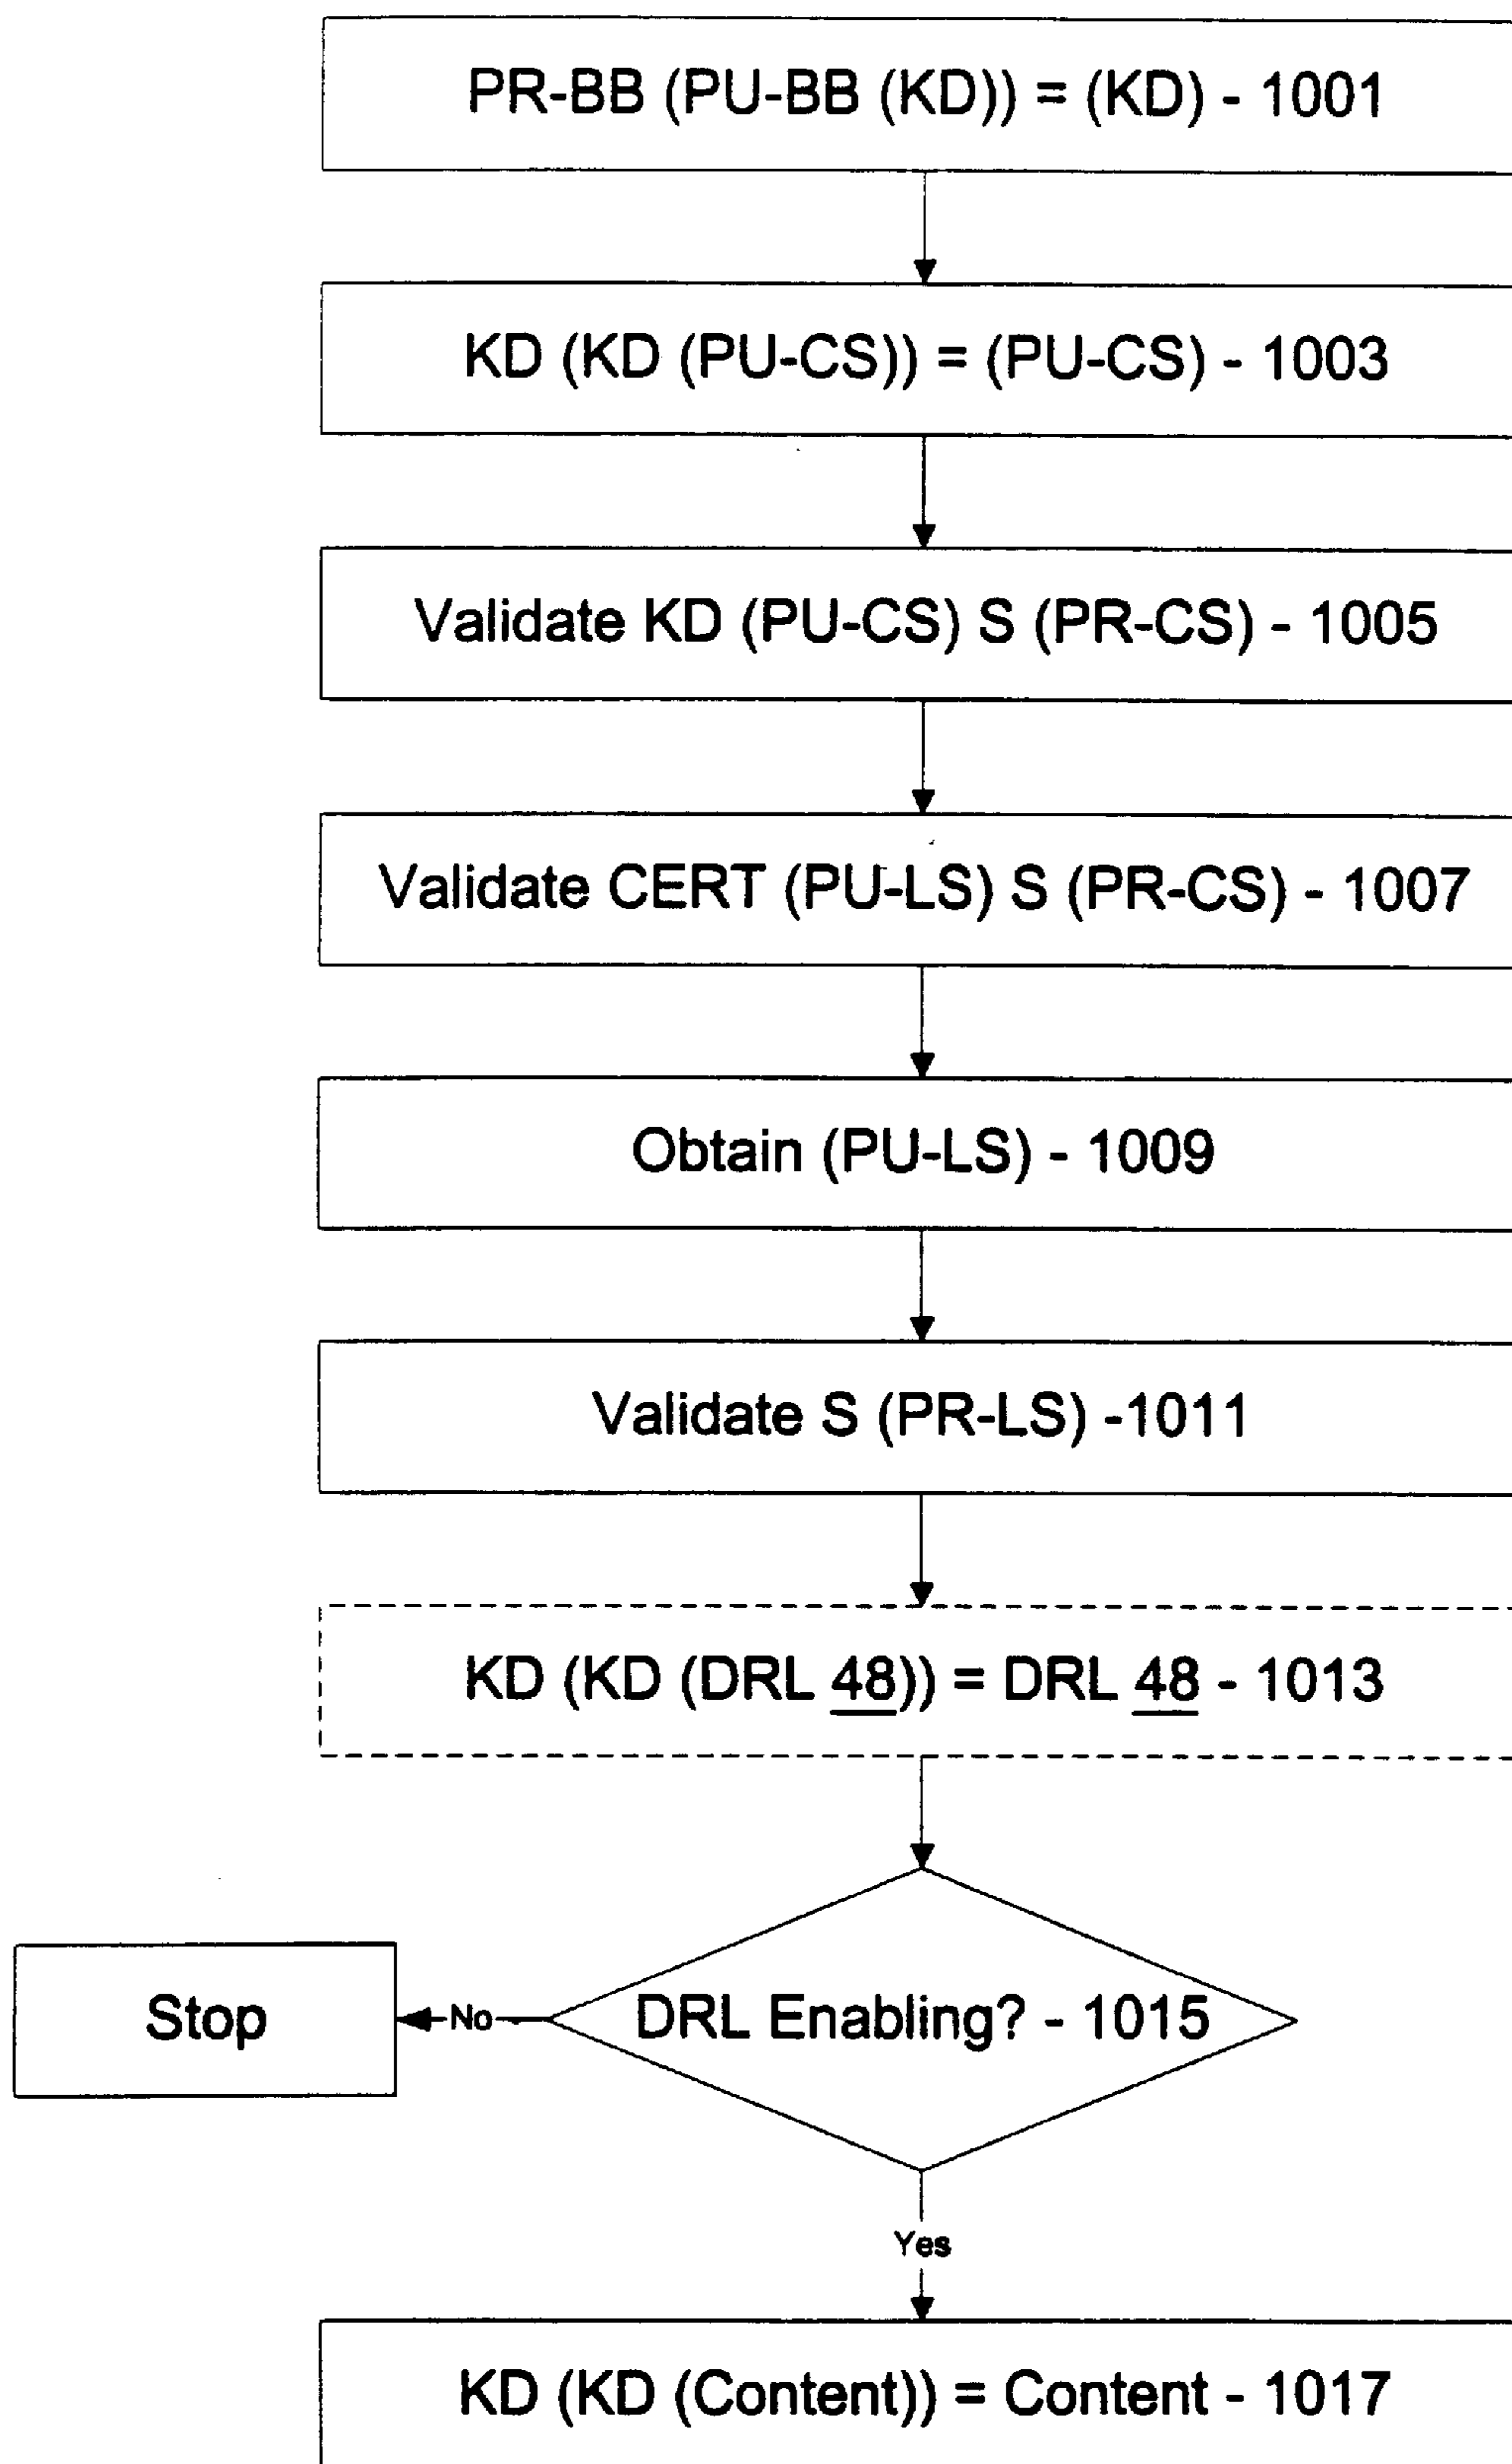 PR-BB (PU-BB (KD)) = (KD) - 1001
KD (KD (PU-CS)) = (PU-CS) - 1003
Validate KD (PU-CS) S (PR-CS) - 1005
Validate CERT (PU-LS) S (PR-CS) - 1007
Obtain (PU-LS) - 1009
Validate S (PR-LS) -1011
KD (KD (DRL 48)) = DRL 48 - 1013
DRL Enabling? - 1015
No
Stop
Yes
KD (KD (Content)) = Content - 1017